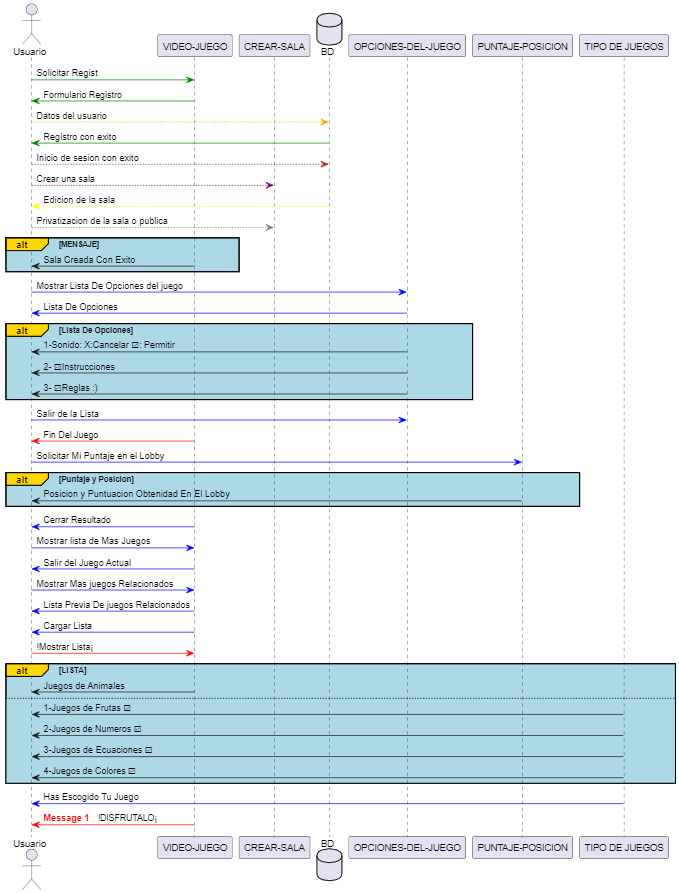 Usuario
VIDEO-JUEGO
CREAR-SALA
BD
OPCIONES-DEL-JUEGO
PUNTAJE-POSICION
TIPO DE JUEGOS
Solicitar Regist
Formulario Registro
Datos del usuario
Registro con exito
Inicio de sesion con exito
Crear una sala
Edicion de la sala
Privatizacion de la sala o publica
alt [MENSAJE]
Sala Creada Con Exito
Mostrar Lista De Opciones del juego
Lista De Opciones
alt [Lista De Opciones]
1-Sonido: X:Cancelar ☑: Permitir
2- ☑Instrucciones
3- ☑Reglas :)
Salir de la Lista
Fin Del Juego
Solicitar Mi Puntaje en el Lobby
alt [Puntaje y Posicion]
Posicion y Puntuacion Obtenidad En El Lobby
Cerrar Resultado
Mostrar lista de Mas Juegos
Salir del Juego Actual
Mostrar Mas juegos Relacionados
Lista Previa De juegos Relacionados
Cargar Lista
!Mostrar Lista¡
alt [LISTA]
Juegos de Animales
1-Juegos de Frutas ☑
2-Juegos de Numeros ☑
3-Juegos de Ecuaciones ☑
4-Juegos de Colores ☑
Has Escogido Tu Juego
Message 1 !DISFRUTALO¡
Usuario
VIDEO-JUEGO
CREAR-SALA
BD
OPCIONES-DEL-JUEGO
PUNTAJE-POSICION
TIPO DE JUEGOS